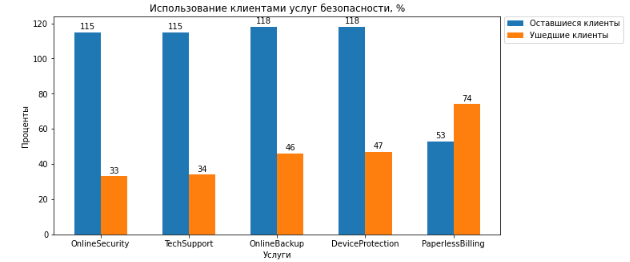 Использование клиентами услуг безопасности, %
Оставшиеся клиенты
Ушедшие клиенты
Проценты
120
100
80
60
40
20
0
115
33
115
34
118
46
118
47
53
74
OnlineSecurity
TechSupport
OnlineBackup
DeviceProtection
PaperlessBilling
Услуги